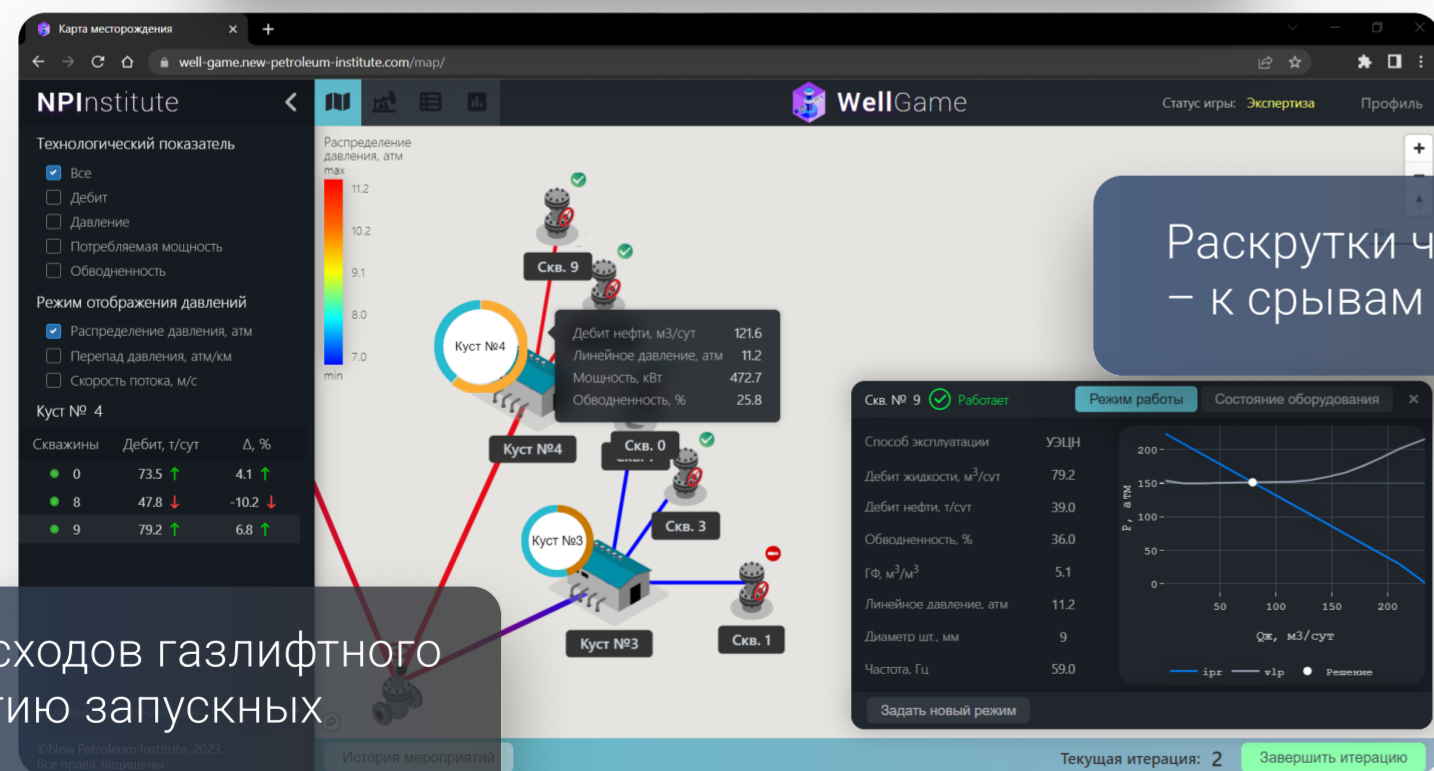 Карта месторождения
well-game.new-petroleum-institute.com/map/
NPInstitute
WellGame
Статус игры: Экспертиза
Профиль
Технологический показатель
Все
Дебит
Давление
Потребляемая мощность
Обводненность
Режим отображения давлений
Распределение давления, атм
Перепад давления, атм/км
Скорость потока, м/с
Куст № 4
Скважины Дебит, т/сут Δ, %
0 73.5 ↑ 4.1 ↑
8 47.8 ↓ -10.2 ↓
9 79.2 ↑ 6.8 ↑
©New Petroleum Institute, 2023.
Все права защищены.
Распределение
давления, атм
max
11.2
10.2
9.1
8.0
7.0
min
Скв. 9
Куст №4
Дебит нефти, м3/сут 121.6
Линейное давление, атм 11.2
Мощность, кВт 472.7
Обводненность, % 25.8
Куст №4
Скв. 0
Скв. 3
Куст №3
Куст №3
Скв. 1
Раскрутки ч
– к срывам
Скв. № 9 Работает
Режим работы
Состояние оборудования
Способ эксплуатации УЭЦН
Дебит жидкости, м³/сут 79.2
Дебит нефти, т/сут 39.0
Обводненность, % 36.0
ГФ, м³/м³ 5.1
Линейное давление, атм 11.2
Диаметр шт., мм 9
Частота, Гц 59.0
Задать новый режим
P, атм
200
150
100
50
0
50 100 150 200
Qж, м3/сут
ipr vlp Решение
сходов газлифтного
тию запускных
История мероприятий
Текущая итерация: 2
Завершить итерацию